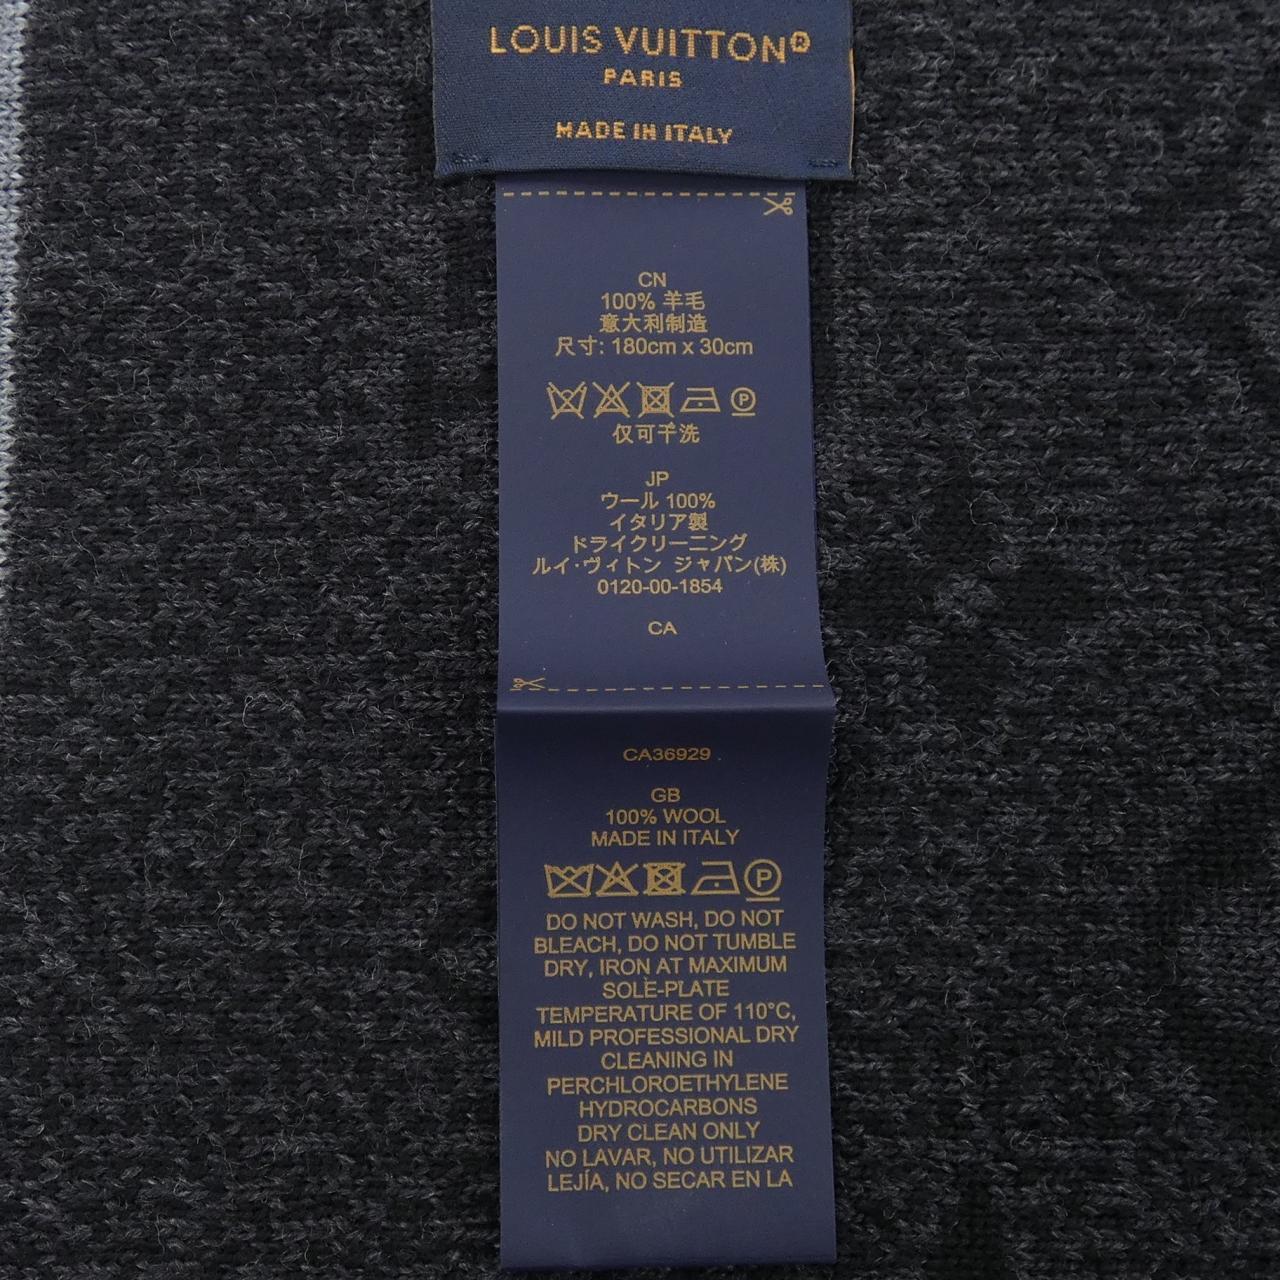 LOUIS VUITTON®
PARIS
MADE IN ITALY
CN
100% 羊毛
意大利制造
尺寸: 180cm x 30cm
P
仅可干洗
JP
ウール 100%
イタリア製
ドライクリーニング
ルイ・ヴィトン ジャパン(株)
0120-00-1854
CA
CA36929
GB
100% WOOL
MADE IN ITALY
P
DO NOT WASH, DO NOT
BLEACH, DO NOT TUMBLE
DRY, IRON AT MAXIMUM
SOLE-PLATE
TEMPERATURE OF 110°C,
MILD PROFESSIONAL DRY
CLEANING IN
PERCHLOROETHYLENE
HYDROCARBONS
DRY CLEAN ONLY
NO LAVAR, NO UTILIZAR
LEJÍA, NO SECAR EN LA